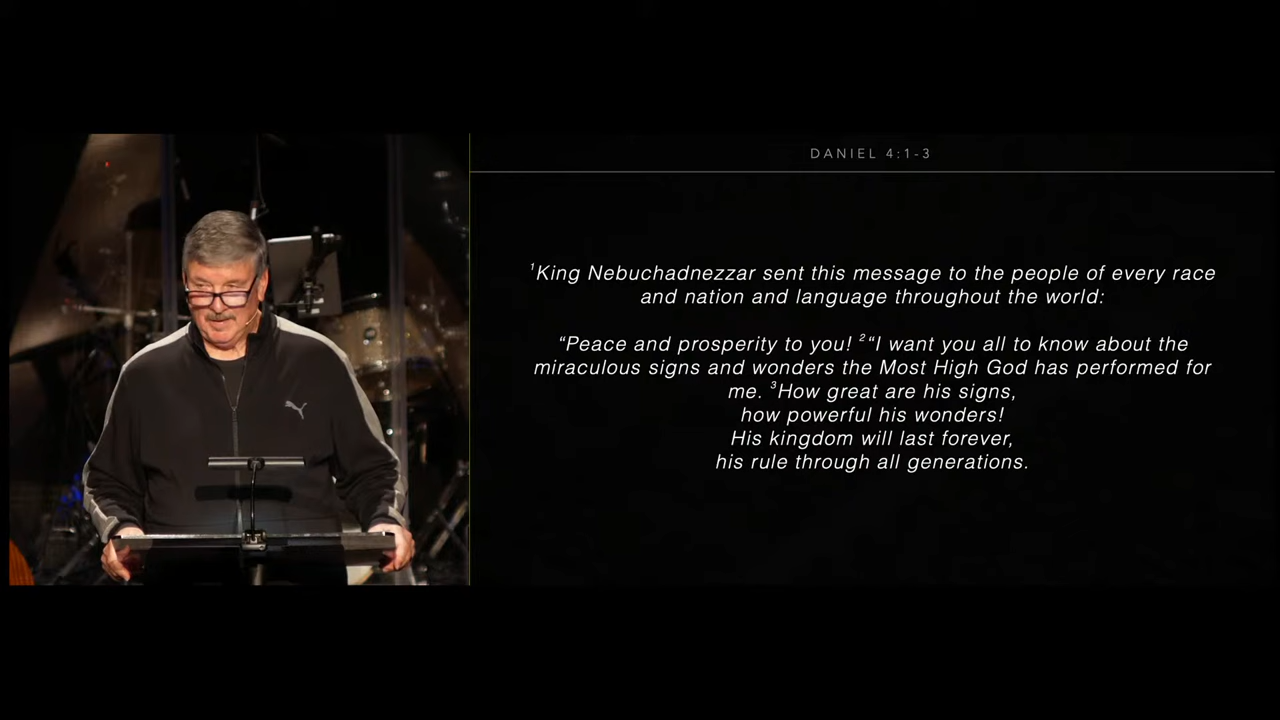 DANIEL 4:1-3
¹King Nebuchadnezzar sent this message to the people of every race
and nation and language throughout the world:
“Peace and prosperity to you! ²“I want you all to know about the
miraculous signs and wonders the Most High God has performed for
me. ³How great are his signs,
how powerful his wonders!
His kingdom will last forever,
his rule through all generations.